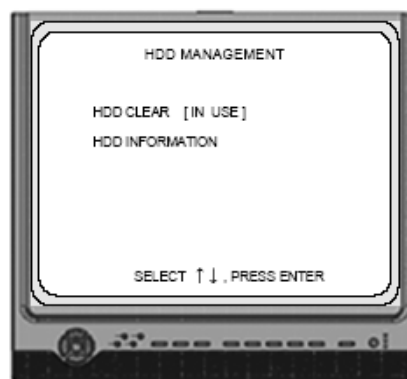 HDD MANAGEMENT
HDD CLEAR [IN USE]
HDD INFORMATION
SELECT ↑↓, PRESS ENTER